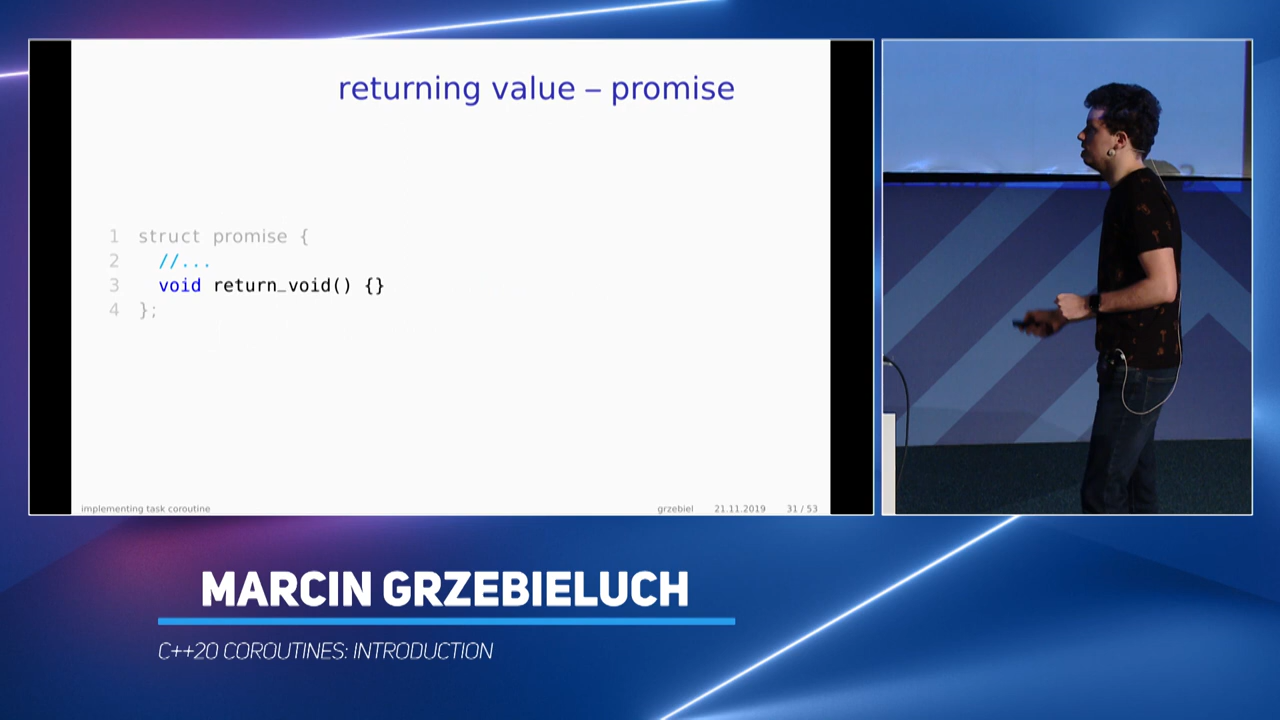 returning value – promise
1 struct promise {
2 //...
3 void return_void() {}
4 };
implementing task coroutine
grzebiel 21.11.2019 31 / 53
MARCIN GRZEBIELUCH
C++20 COROUTINES: INTRODUCTION